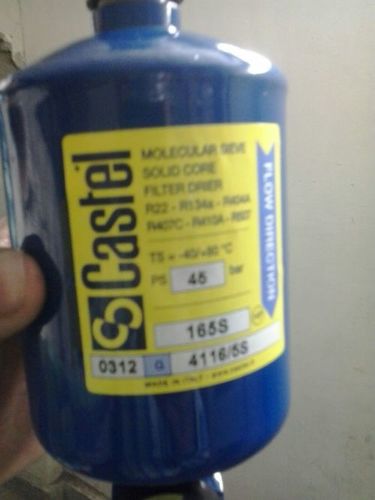 Castel
MOLECULAR SIEVE
SOLID CORE
FILTER DRIER
R22 - R134a - R404A
R407C - R410A - R507
TS = -40/+80 °C
PS 45 bar
165S
0312 G 4116/5S
MADE IN ITALY
FLOW DIRECTION